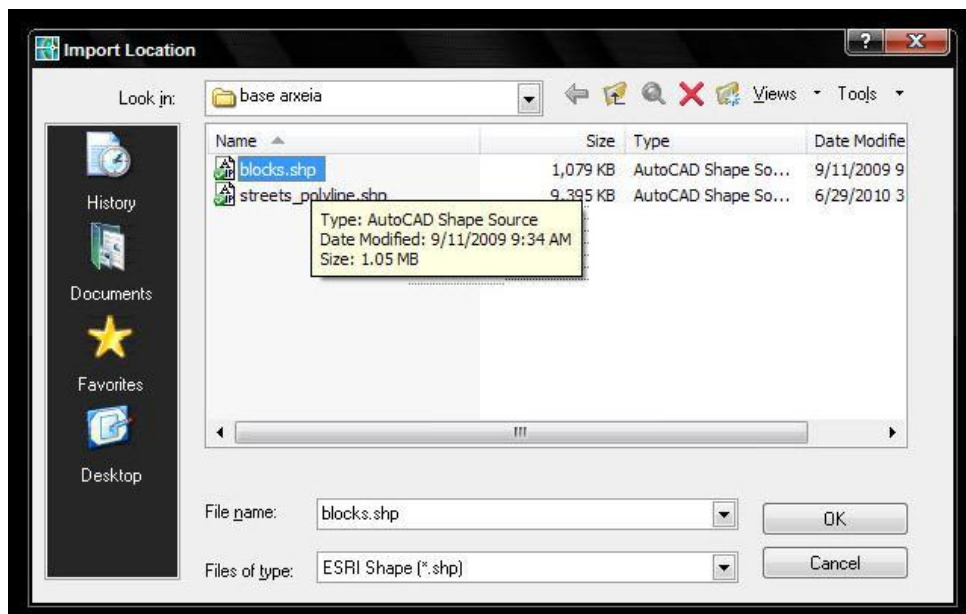 Import Location
Look in: base arxeia Views Tools
Name Size Type Date Modifie
blocks.shp 1,079 KB AutoCAD Shape So... 9/11/2009 9
streets_polyline.shp 9,395 KB AutoCAD Shape So... 6/29/2010 3
Type: AutoCAD Shape Source
Date Modified: 9/11/2009 9:34 AM
Size: 1.05 MB
History
Documents
Favorites
Desktop
File name: blocks.shp OK
Files of type: ESRI Shape (*.shp) Cancel